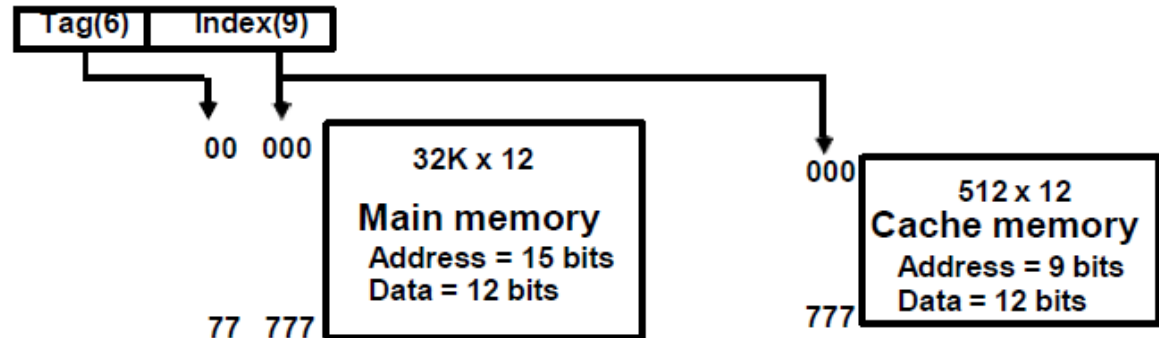 Tag(6) Index(9)
00 000
32K x 12
Main memory
Address = 15 bits
Data = 12 bits
77 777
000
512 x 12
Cache memory
Address = 9 bits
Data = 12 bits
777